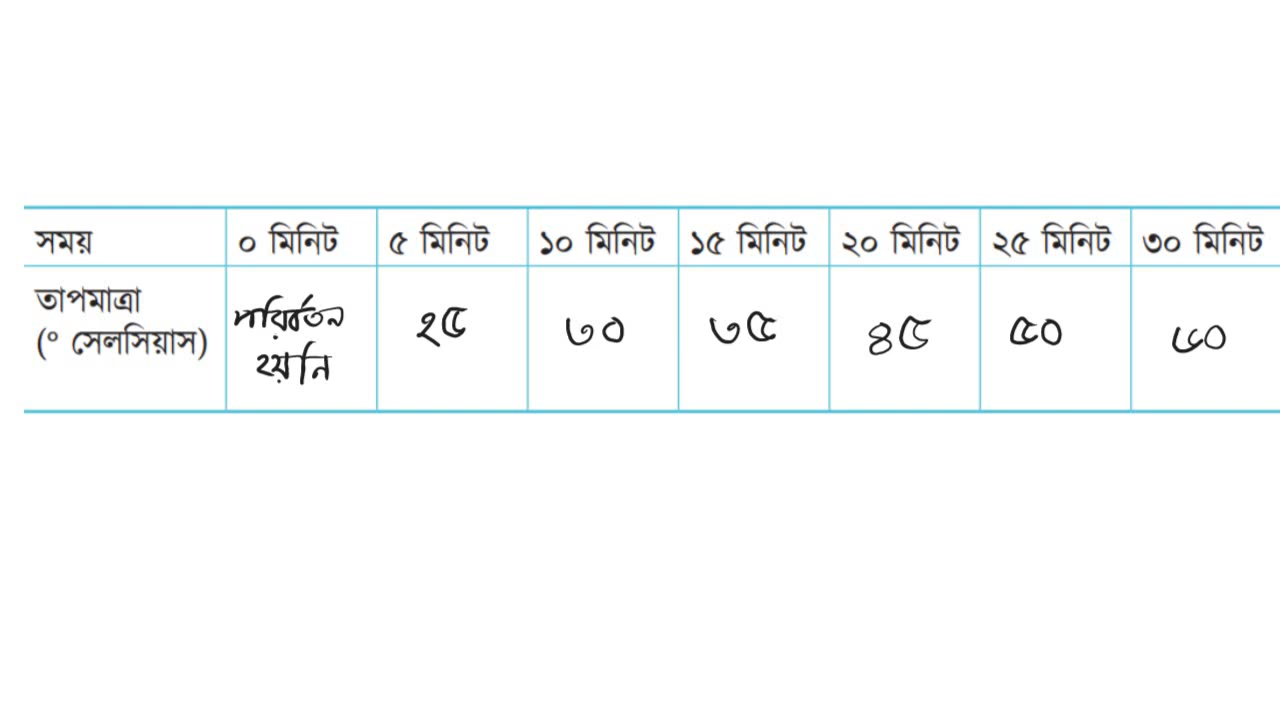 সময় ০ মিনিট ৫ মিনিট ১০ মিনিট ১৫ মিনিট ২০ মিনিট ২৫ মিনিট ৩০ মিনিট
তাপমাত্রা
(° সেলসিয়াস)
পরিবর্তন
হয়নি
২৫ ৩০ ৩৫ ৪৫ ৫০ ৬০